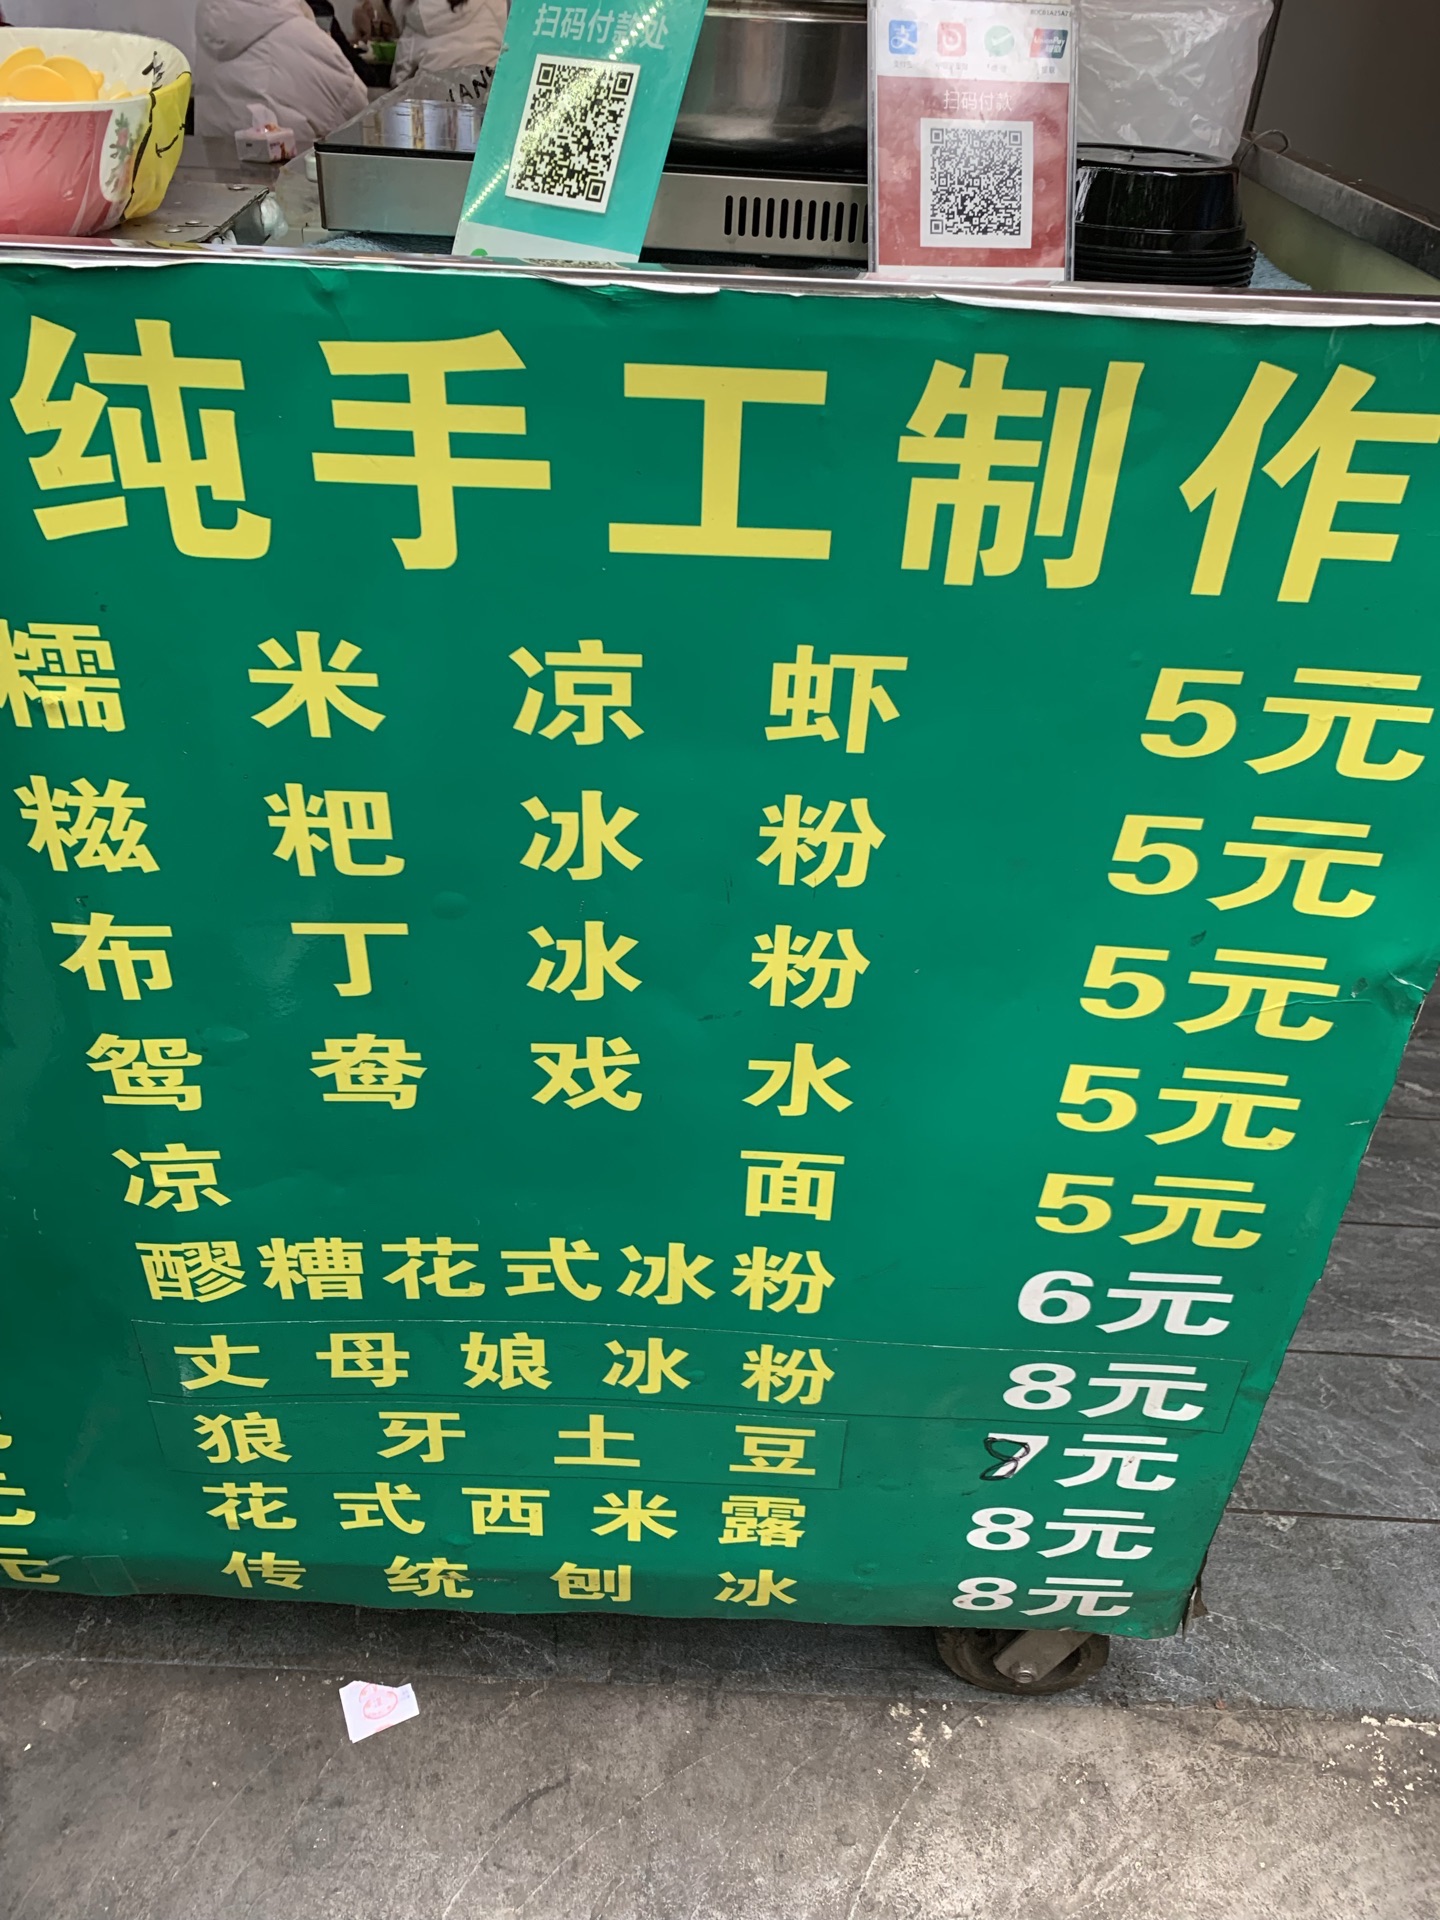 扫码付款处
扫码付款
纯手工制作
糯米凉虾 5元
糍粑冰粉 5元
布丁冰粉 5元
鸳鸯戏水 5元
凉面 5元
醪糟花式冰粉 6元
丈母娘冰粉 8元
狼牙土豆 8元
花式西米露 8元
传统刨冰 8元
元
元